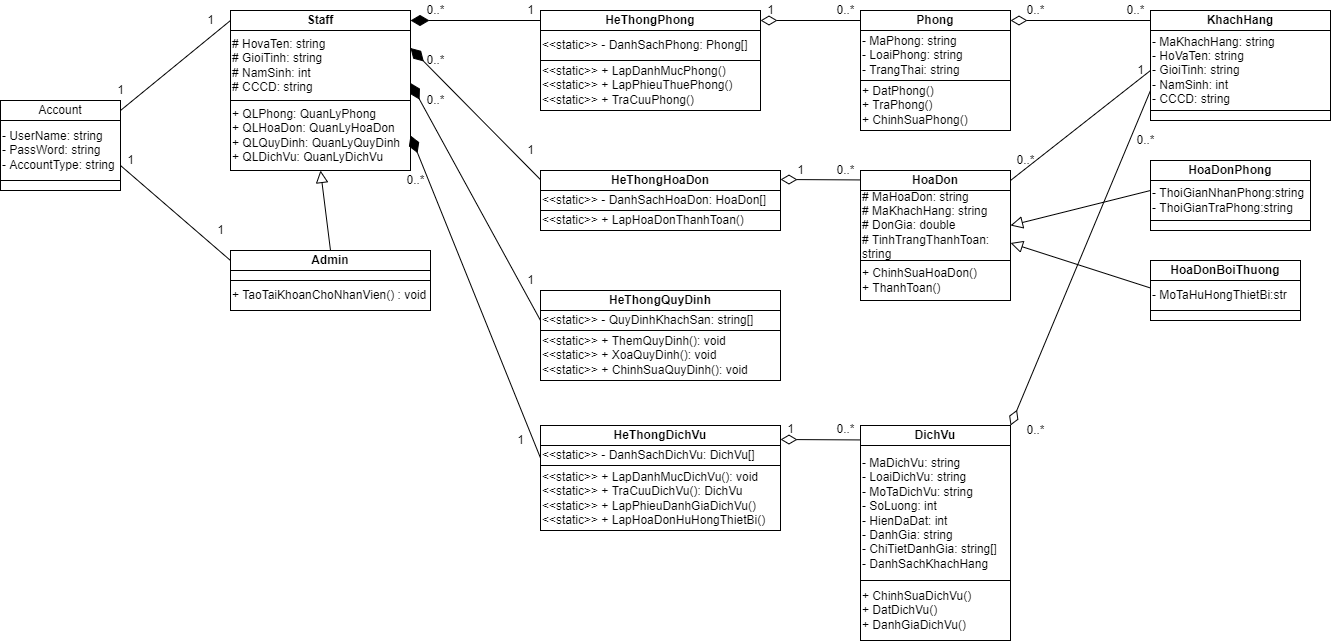 Account
- UserName: string
- PassWord: string
- AccountType: string
1
1
1
1
Staff
# HovaTen: string
# GioiTinh: string
# NamSinh: int
# CCCD: string
+ QLPhong: QuanLyPhong
+ QLHoaDon: QuanLyHoaDon
+ QLQuyDinh: QuanLyQuyDinh
+ QLDichVu: QuanLyDichVu
Admin
+ TaoTaiKhoanChoNhanVien() : void
0..*
0..*
0..*
0..*
1
1
1
1
HeThongPhong
<<static>> - DanhSachPhong: Phong[]
<<static>> + LapDanhMucPhong()
<<static>> + LapPhieuThuePhong()
<<static>> + TraCuuPhong()
1
0..*
Phong
- MaPhong: string
- LoaiPhong: string
- TrangThai: string
+ DatPhong()
+ TraPhong()
+ ChinhSuaPhong()
0..*
0..*
KhachHang
- MaKhachHang: string
- HoVaTen: string
- GioiTinh: string
- NamSinh: int
- CCCD: string
1
0..*
0..*
HeThongHoaDon
<<static>> - DanhSachHoaDon: HoaDon[]
<<static>> + LapHoaDonThanhToan()
1
0..*
HoaDon
# MaHoaDon: string
# MaKhachHang: string
# DonGia: double
# TinhTrangThanhToan:
string
+ ChinhSuaHoaDon()
+ ThanhToan()
HoaDonPhong
- ThoiGianNhanPhong:string
- ThoiGianTraPhong:string
HoaDonBoiThuong
- MoTaHuHongThietBi:str
HeThongQuyDinh
<<static>> - QuyDinhKhachSan: string[]
<<static>> + ThemQuyDinh(): void
<<static>> + XoaQuyDinh(): void
<<static>> + ChinhSuaQuyDinh(): void
HeThongDichVu
<<static>> - DanhSachDichVu: DichVu[]
<<static>> + LapDanhMucDichVu(): void
<<static>> + TraCuuDichVu(): DichVu
<<static>> + LapPhieuDanhGiaDichVu()
<<static>> + LapHoaDonHuHongThietBi()
1
0..*
DichVu
- MaDichVu: string
- LoaiDichVu: string
- MoTaDichVu: string
- SoLuong: int
- HienDaDat: int
- DanhGia: string
- ChiTietDanhGia: string[]
- DanhSachKhachHang
+ ChinhSuaDichVu()
+ DatDichVu()
+ DanhGiaDichVu()
0..*